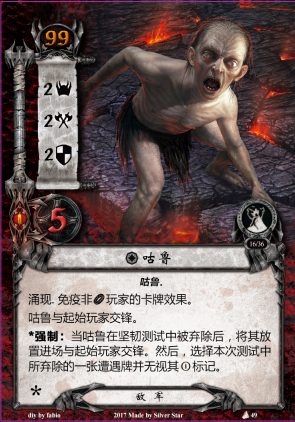 99
2
2
2
5
16/36
咕鲁
咕鲁.
涌现. 免疫非玩家的卡牌效果。
咕鲁与起始玩家交锋。
*强制：当咕鲁在坚韧测试中被弃除后，将其放
置进场与起始玩家交锋。然后，选择本次测试中
所弃除的一张遭遇牌并无视其标记。
*
敌军
diy by fabio
2017 Made by Silver Star
49